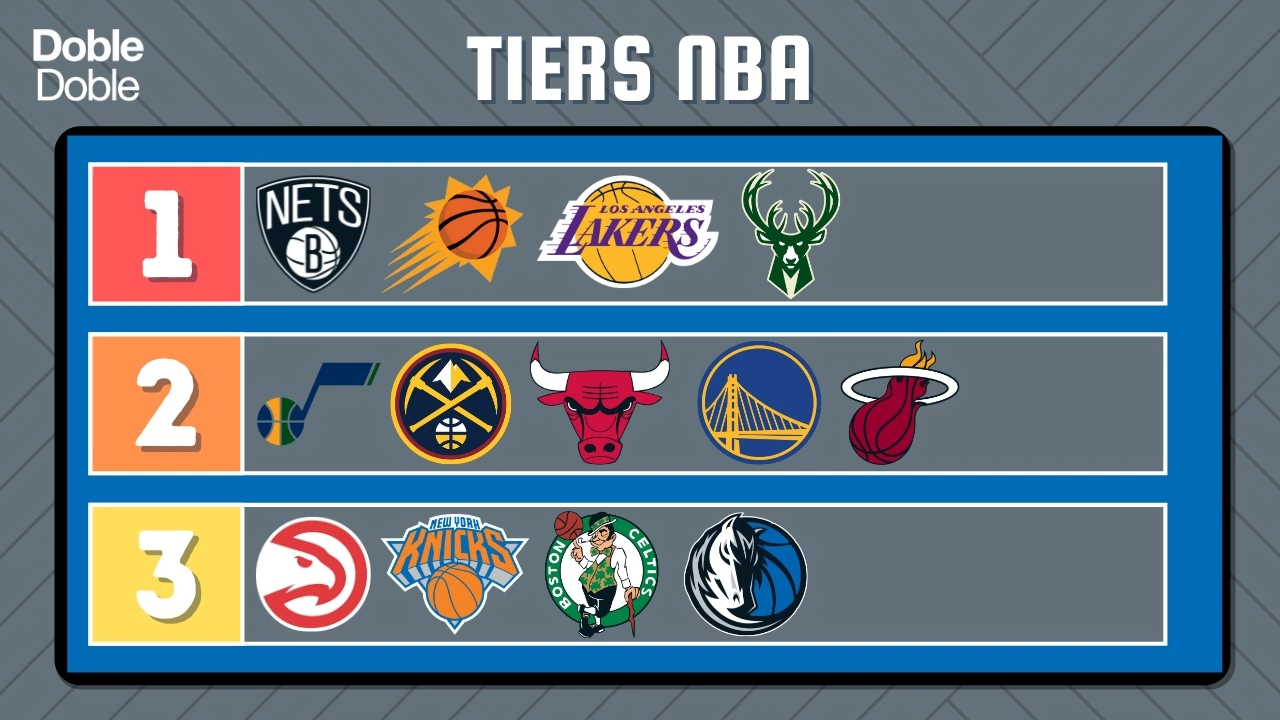 Doble
Doble
TIERS NBA
1
NETS
B
LOS ANGELES
LAKERS
2
3
NEW YORK
KNICKS
BOSTON
CELTICS